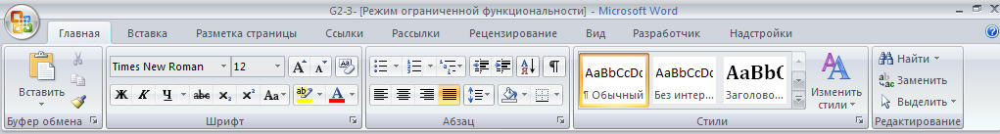 G2-3- [Режим ограниченной функциональности] - Microsoft Word
Главная Вставка Разметка страницы Ссылки Рассылки Рецензирование Вид Разработчик Надстройки
Вставить
Times New Roman 12 A A Aa
Ж К Ч abe x₂ x² Aa ab A
AaBbCcDc AaBbCcDc AaBbC
¶ Обычный Без интер... Заголово...
Изменить стили
Найти
Заменить
Выделить
Буфер обмена Шрифт Абзац Стили Редактирование